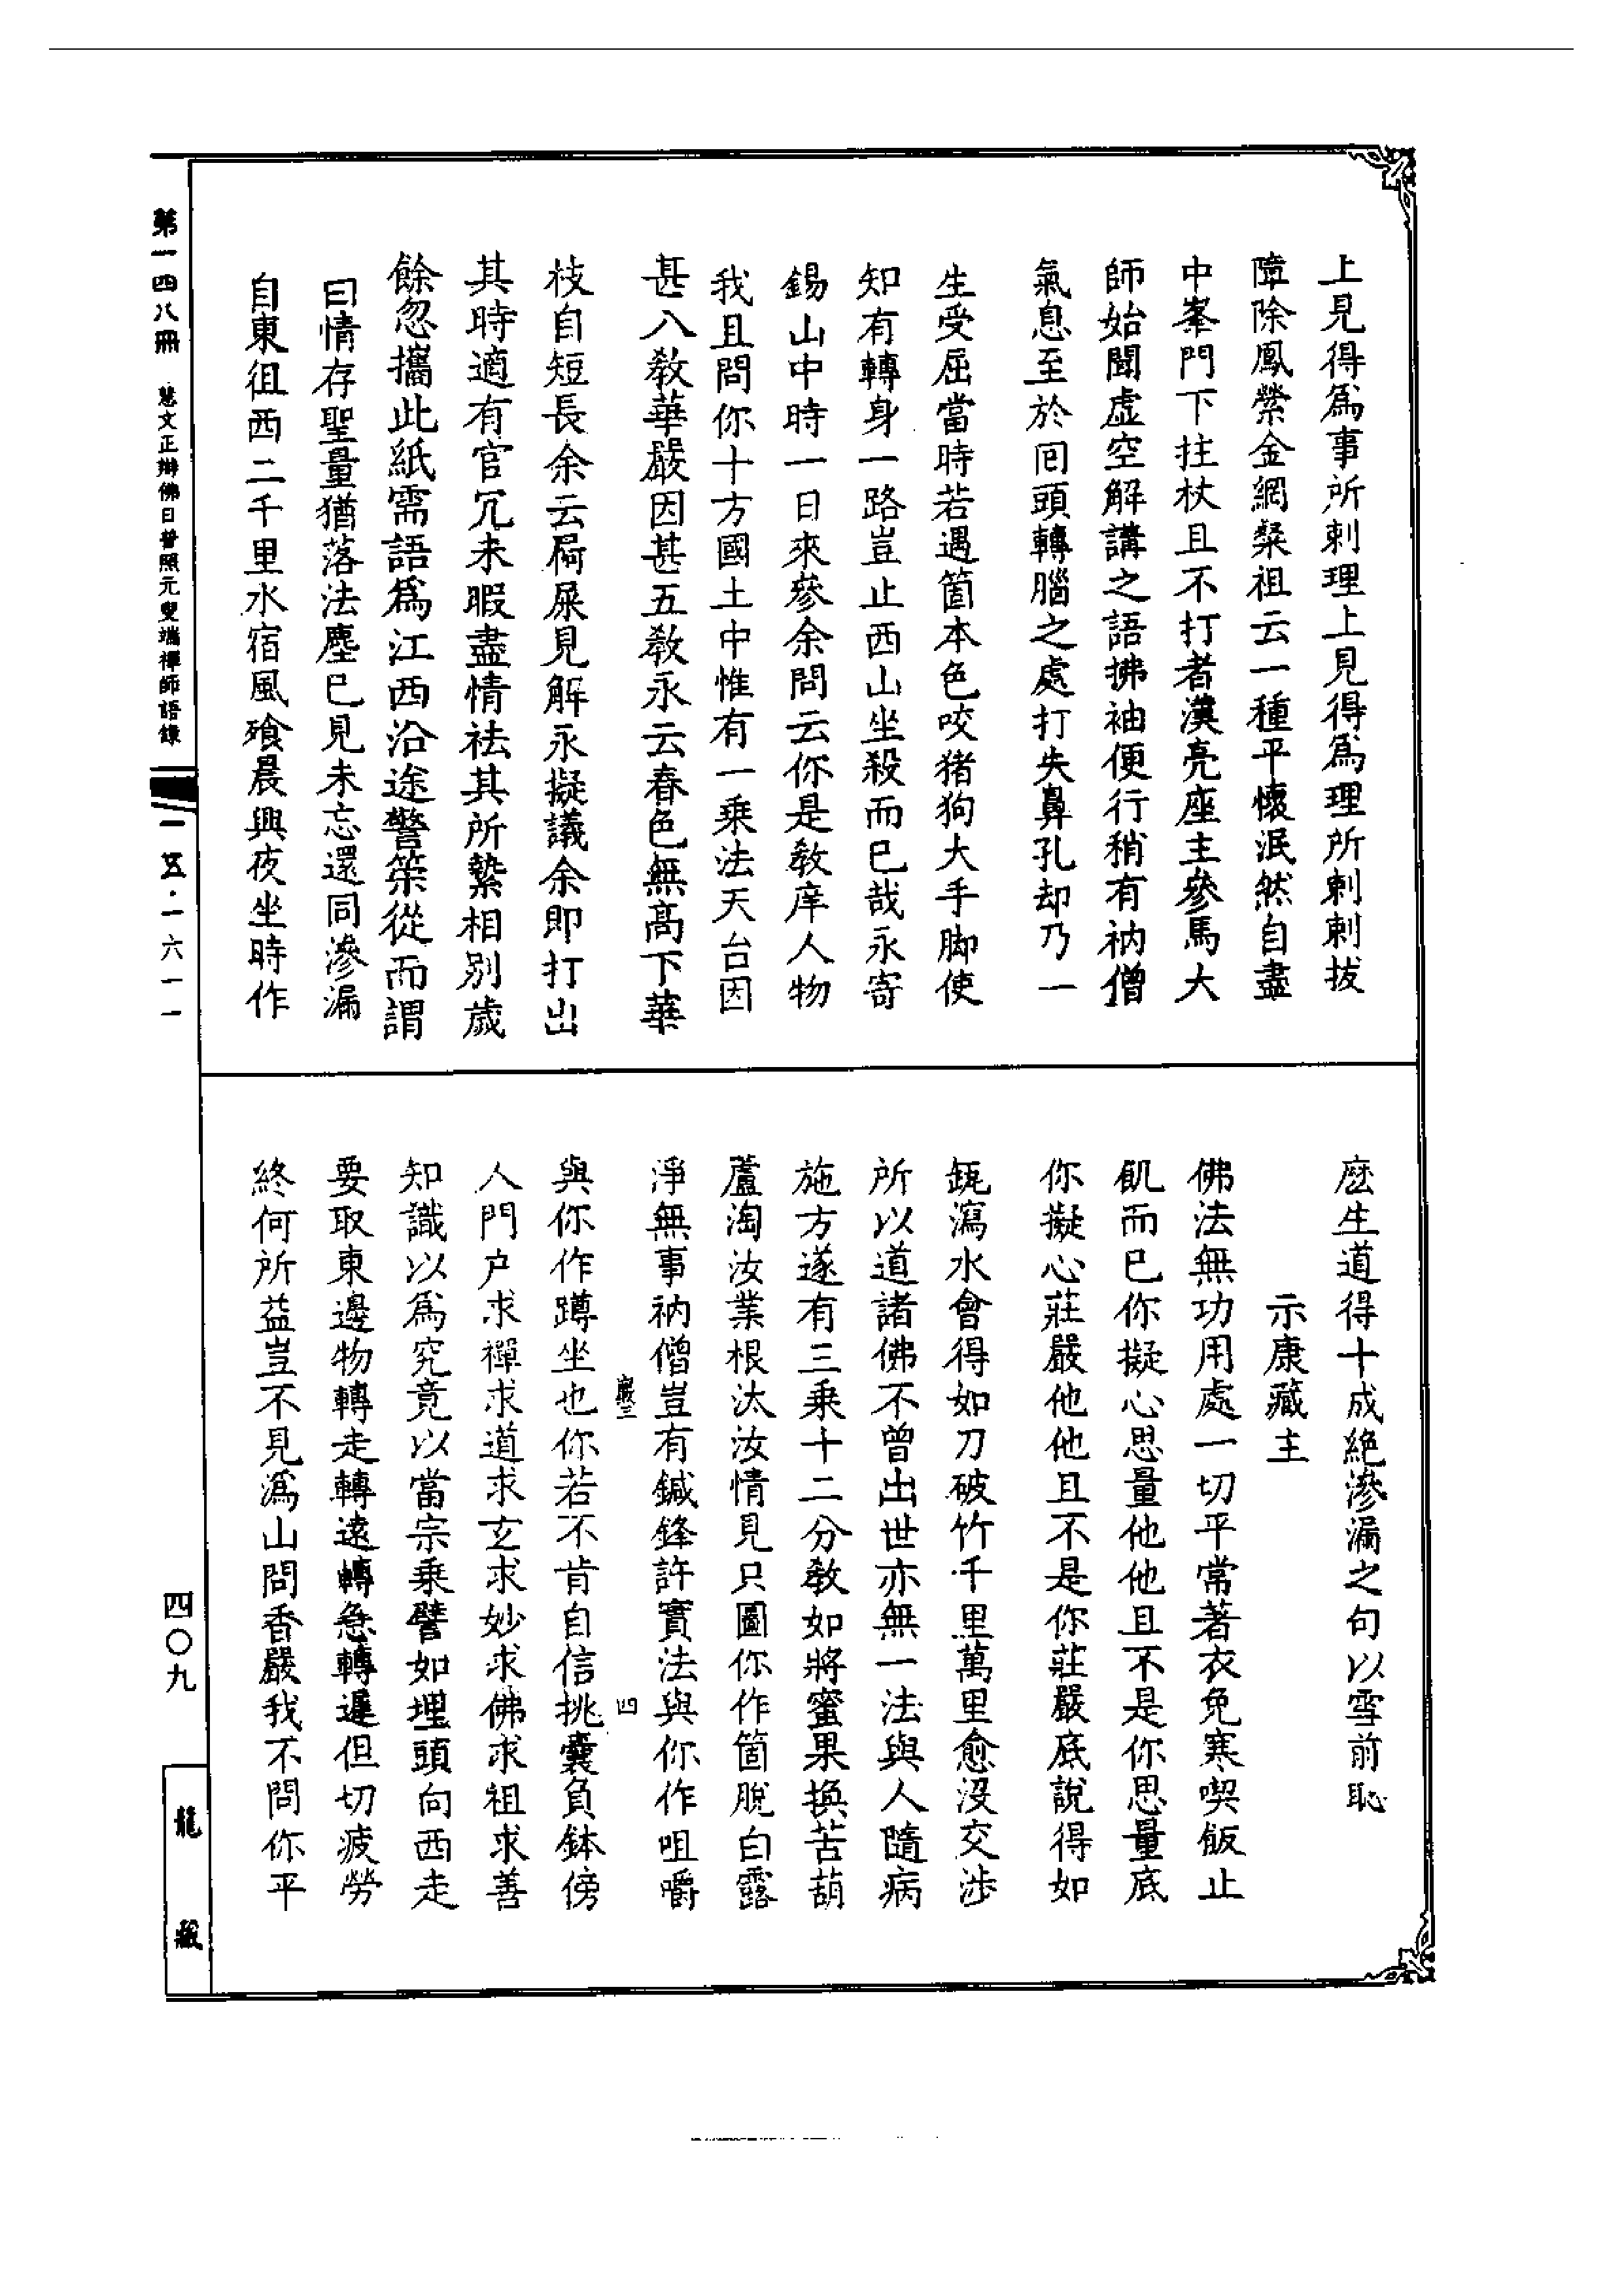 上見得爲事所剌理上見得爲理所剌剌拔
障除鳳縈金網粲祖云一種平懷泯然自盡
中峯門下拄杖且不打者漢亮座主參馬大
師始聞虛空解講之語拂袖便行稍有衲僧
氣息至於囘頭轉腦之處打失鼻孔却乃一
生受屈當時若遇箇本色咬猪狗大手脚使
知有轉身一路豈止西山坐殺而已哉永寄
錫山中時一日來參余問云你是教庠人物
我且問你十方國土中惟有一乗法天台因
甚八教華嚴因甚五教永云春色無高下華
枝自短長余云屙屎見解永擬議余即打出
其時適有官冗未暇盡情祛其所縶相別歲
餘忽攜此紙需語爲江西沿途警䇿從而謂
曰情存聖量猶落法塵已見未忘還同滲漏
自東徂西二千里水宿風飱晨興夜坐時作
麽生道得十成絶滲漏之句以雪前恥
示康藏主
佛法無功用處一切平常著衣免寒喫飯止
飢而已你擬心思量他他且不是你思量底
你擬心莊嚴他他且不是你莊嚴底說得如
缾瀉水會得如刀破竹千里萬里愈沒交涉
所以道諸佛不曾出世亦無一法與人隨病
施方遂有三乗十二分教如將蜜果換苦葫
蘆淘汝業根汰汝情見只圖你作箇脫白露
淨無事衲僧豈有鍼鋒許實法與你作咀嚼
與你作蹲坐也你若不肯自信挑囊負鉢傍
人門户求禪求道求玄求妙求佛求祖求善
知識以爲究竟以當宗乗譬如埋頭向西走
要取東邊物轉走轉遠轉急轉遲但切疲勞
終何所益豈不見溈山問香嚴我不問你平
四
第一四八冊　慧文正辯佛日普照元叟端禪師語錄
一五·一六一一
四〇九
龍藏